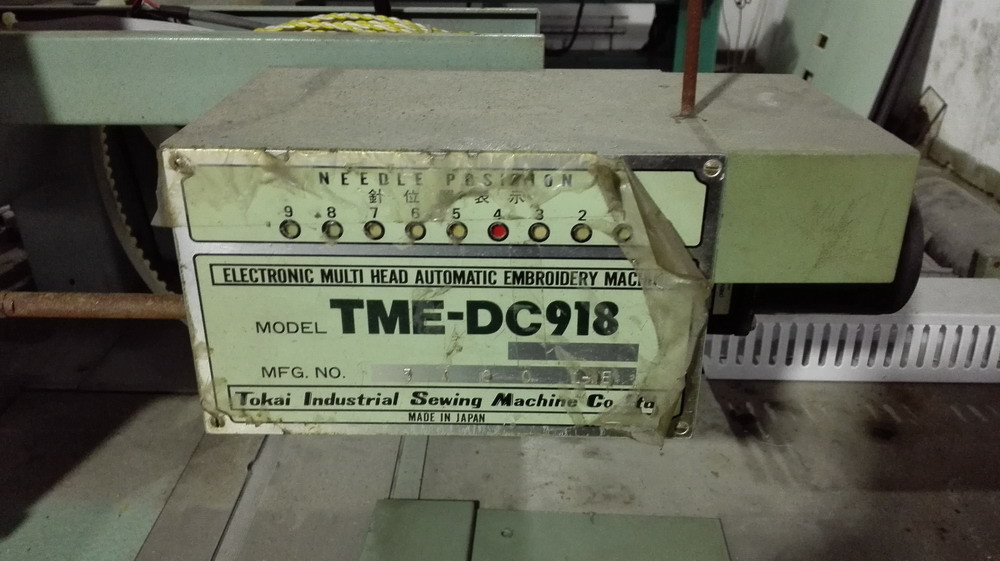 NEEDLE POSITION
針 位 表 示
9 8 7 6 5 4 3 2
ELECTRONIC MULTI HEAD AUTOMATIC EMBROIDERY
MODEL TME-DC918
MFG. NO.
Tokai Industrial Sewing Machine Co Ltd
MADE IN JAPAN